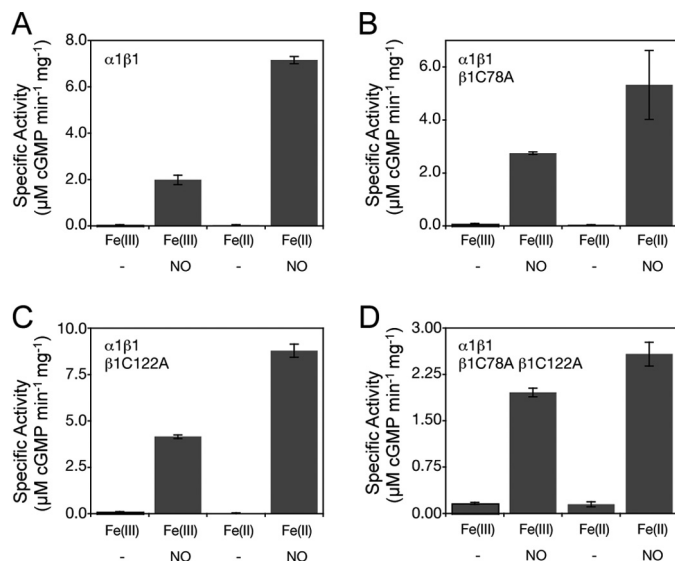 A
α1β1
Specific Activity
(μM cGMP min⁻¹ mg⁻¹)
8.0
6.0
4.0
2.0
0.0
Fe(III) Fe(III) Fe(II) Fe(II)
- NO - NO
B
α1β1
β1C78A
Specific Activity
(μM cGMP min⁻¹ mg⁻¹)
6.0
4.0
2.0
0.0
Fe(III) Fe(III) Fe(II) Fe(II)
- NO - NO
C
α1β1
β1C122A
Specific Activity
(μM cGMP min⁻¹ mg⁻¹)
10.0
7.5
5.0
2.5
0.0
Fe(III) Fe(III) Fe(II) Fe(II)
- NO - NO
D
α1β1
β1C78A β1C122A
Specific Activity
(μM cGMP min⁻¹ mg⁻¹)
3.00
2.25
1.50
0.75
0.00
Fe(III) Fe(III) Fe(II) Fe(II)
- NO - NO